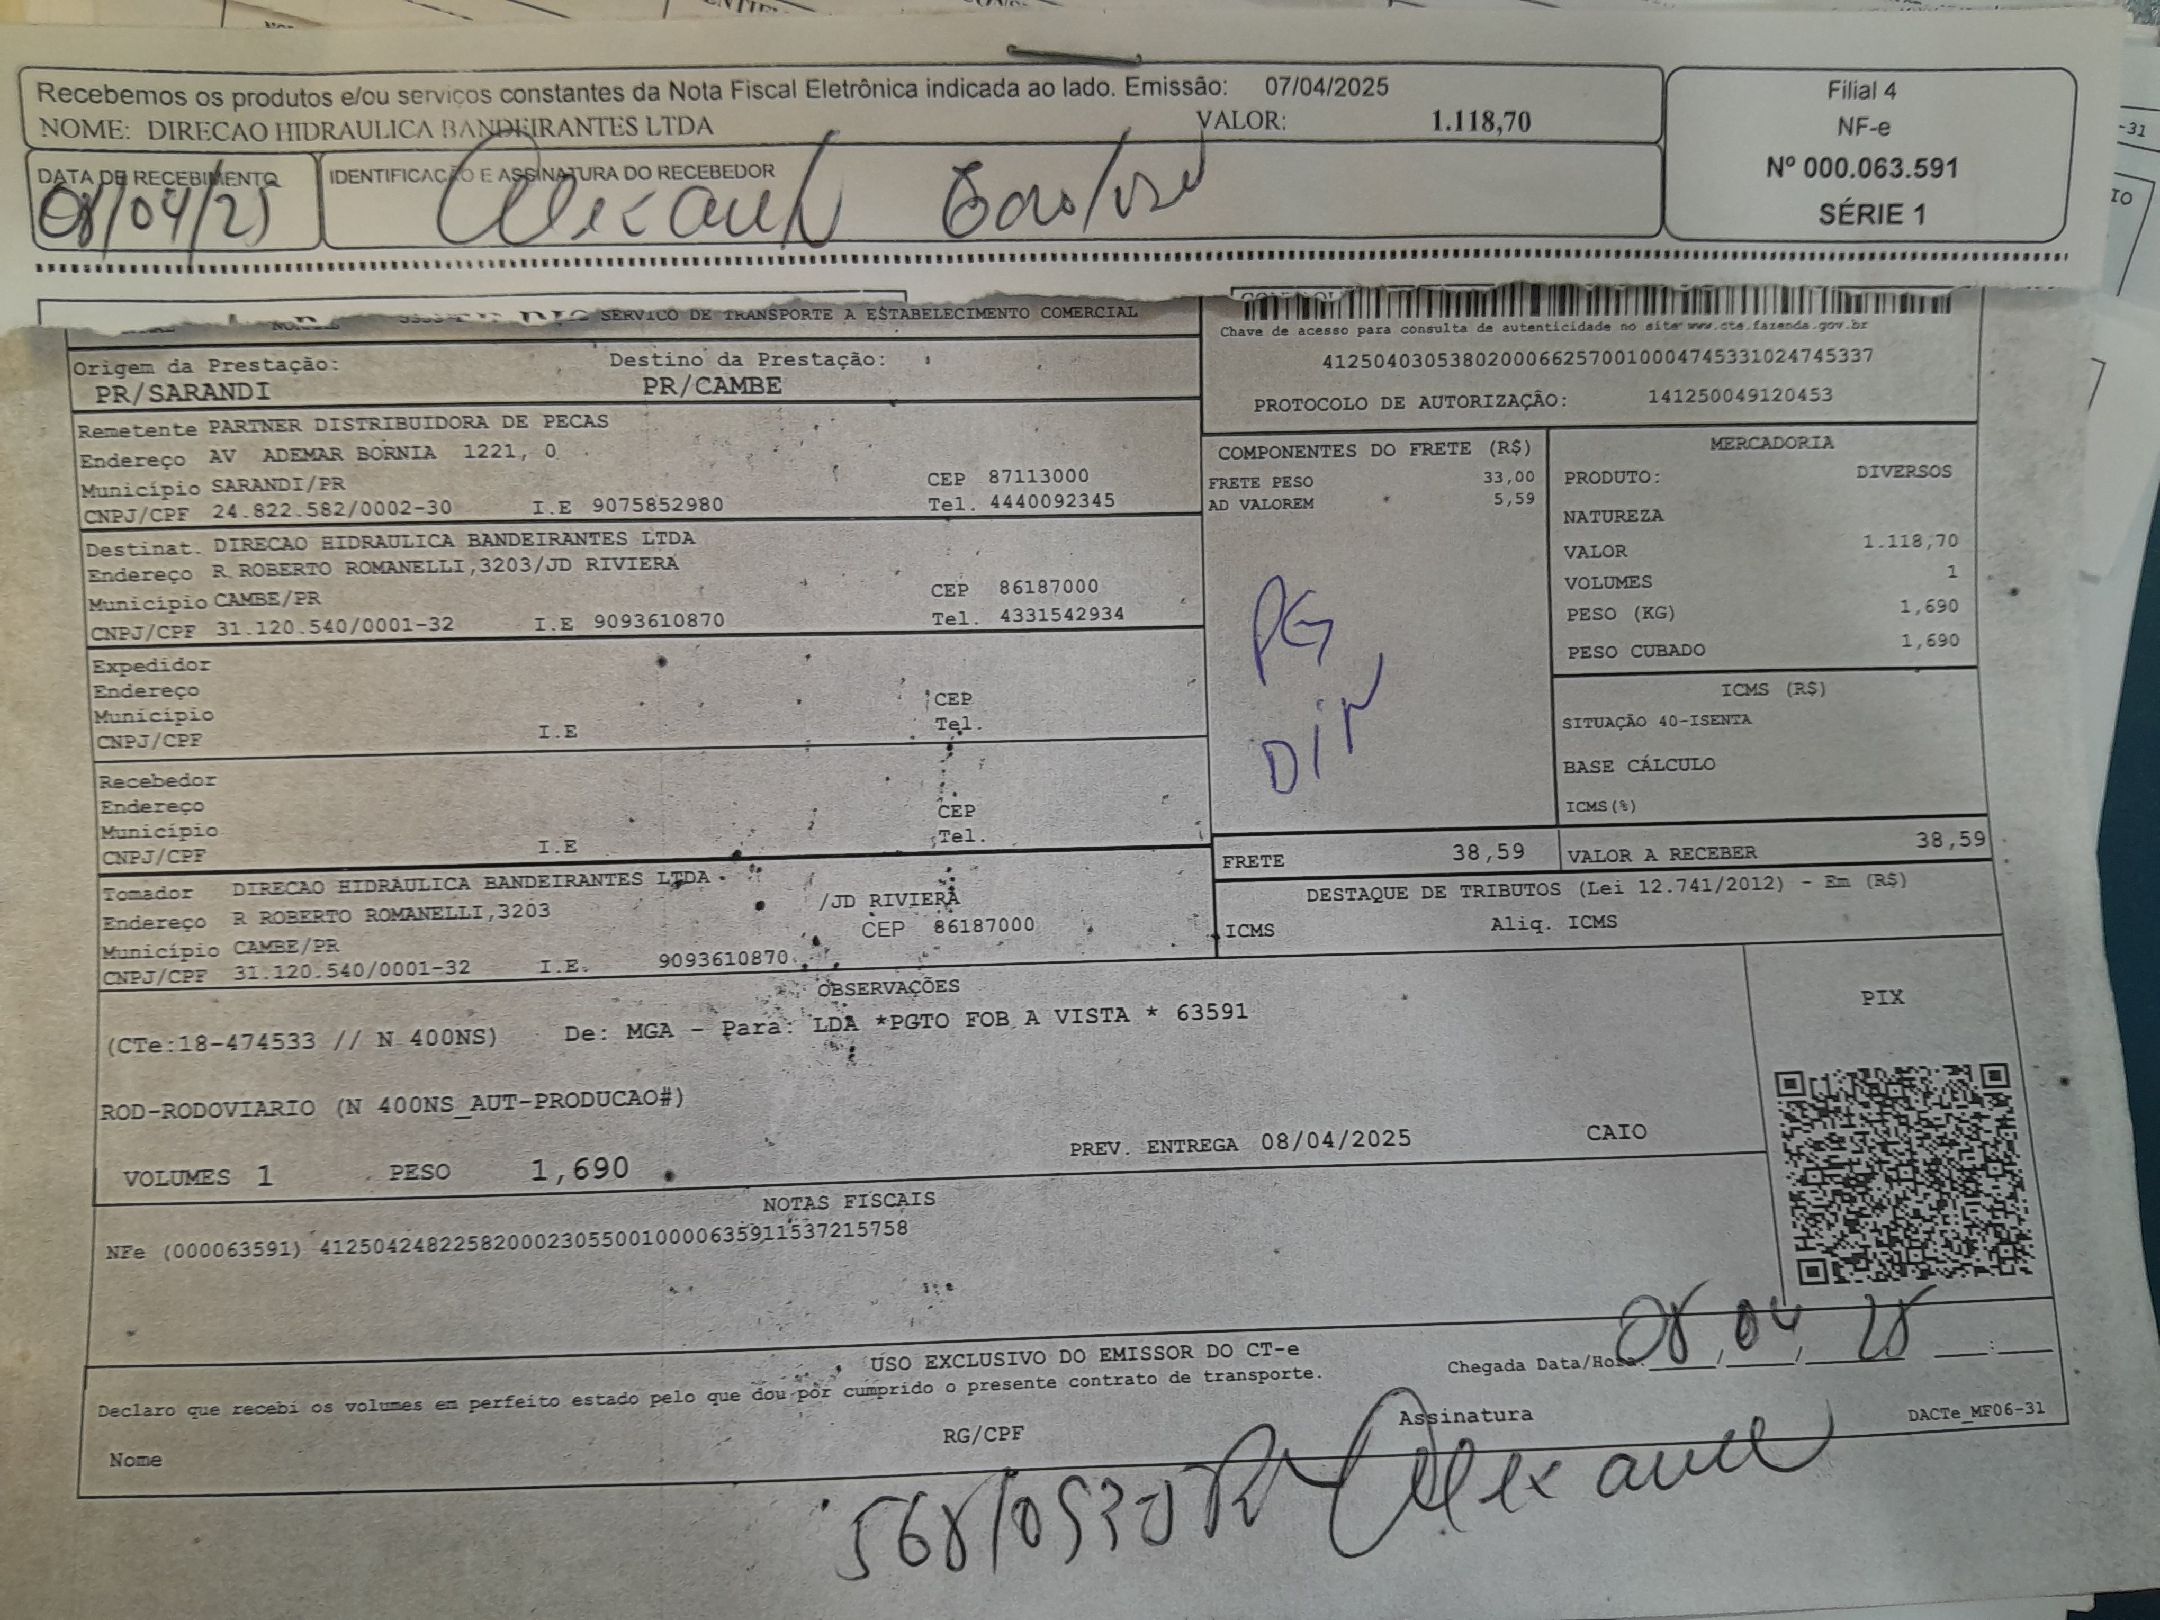 Recebemos os produtos e/ou serviços constantes da Nota Fiscal Eletrônica indicada ao lado. Emissão: 07/04/2025
NOME: DIRECAO HIDRAULICA BANDEIRANTES LTDA VALOR: 1.118,70
DATA DE RECEBIMENTO IDENTIFICAÇÃO E ASSINATURA DO RECEBEDOR
08/04/25
Filial 4
NF-e
Nº 000.063.591
SÉRIE 1
SERVICO DE TRANSPORTE A ESTABELECIMENTO COMERCIAL
Chave de acesso para consulta de autenticidade no site www.cte.fazenda.gov.br
41250403053802000662570010004745331024745337
PROTOCOLO DE AUTORIZAÇÃO: 141250049120453
Origem da Prestação: Destino da Prestação:
PR/SARANDI PR/CAMBE
Remetente PARTNER DISTRIBUIDORA DE PECAS
Endereço AV ADEMAR BORNIA 1221, 0
Município SARANDI/PR CEP 87113000
CNPJ/CPF 24.822.582/0002-30 I.E 9075852980 Tel. 4440092345
Destinat. DIRECAO HIDRAULICA BANDEIRANTES LTDA
Endereço R ROBERTO ROMANELLI,3203/JD RIVIERA
Município CAMBE/PR CEP 86187000
CNPJ/CPF 31.120.540/0001-32 I.E 9093610870 Tel. 4331542934
Expedidor
Endereço CEP
Município Tel.
CNPJ/CPF I.E
Recebedor
Endereço CEP
Município Tel.
CNPJ/CPF I.E
Tomador DIRECAO HIDRAULICA BANDEIRANTES LTDA
Endereço R ROBERTO ROMANELLI,3203 /JD RIVIERA
Município CAMBE/PR CEP 86187000
CNPJ/CPF 31.120.540/0001-32 I.E. 9093610870
COMPONENTES DO FRETE (R$)
FRETE PESO 33,00
AD VALOREM 5,59
PG
Din
MERCADORIA
PRODUTO: DIVERSOS
NATUREZA
VALOR 1.118,70
VOLUMES 1
PESO (KG) 1,690
PESO CUBADO 1,690
ICMS (R$)
SITUAÇÃO 40-ISENTA
BASE CÁLCULO
ICMS(%)
FRETE 38,59 VALOR A RECEBER 38,59
DESTAQUE DE TRIBUTOS (Lei 12.741/2012) - Em (R$)
ICMS Aliq. ICMS
OBSERVAÇÕES
(CTe:18-474533 // N 400NS) De: MGA - Para: LDA *PGTO FOB A VISTA * 63591
ROD-RODOVIARIO (N 400NS_AUT-PRODUCAO#)
PREV. ENTREGA 08/04/2025 CAIO
VOLUMES 1 PESO 1,690
PIX
NOTAS FISCAIS
NFe (000063591) 41250424822582000230550010000635911537215758
USO EXCLUSIVO DO EMISSOR DO CT-e
Declaro que recebi os volumes em perfeito estado pelo que dou por cumprido o presente contrato de transporte.
Chegada Data/Hora: 08/04/25
Nome RG/CPF Assinatura DACTe_MF06-31